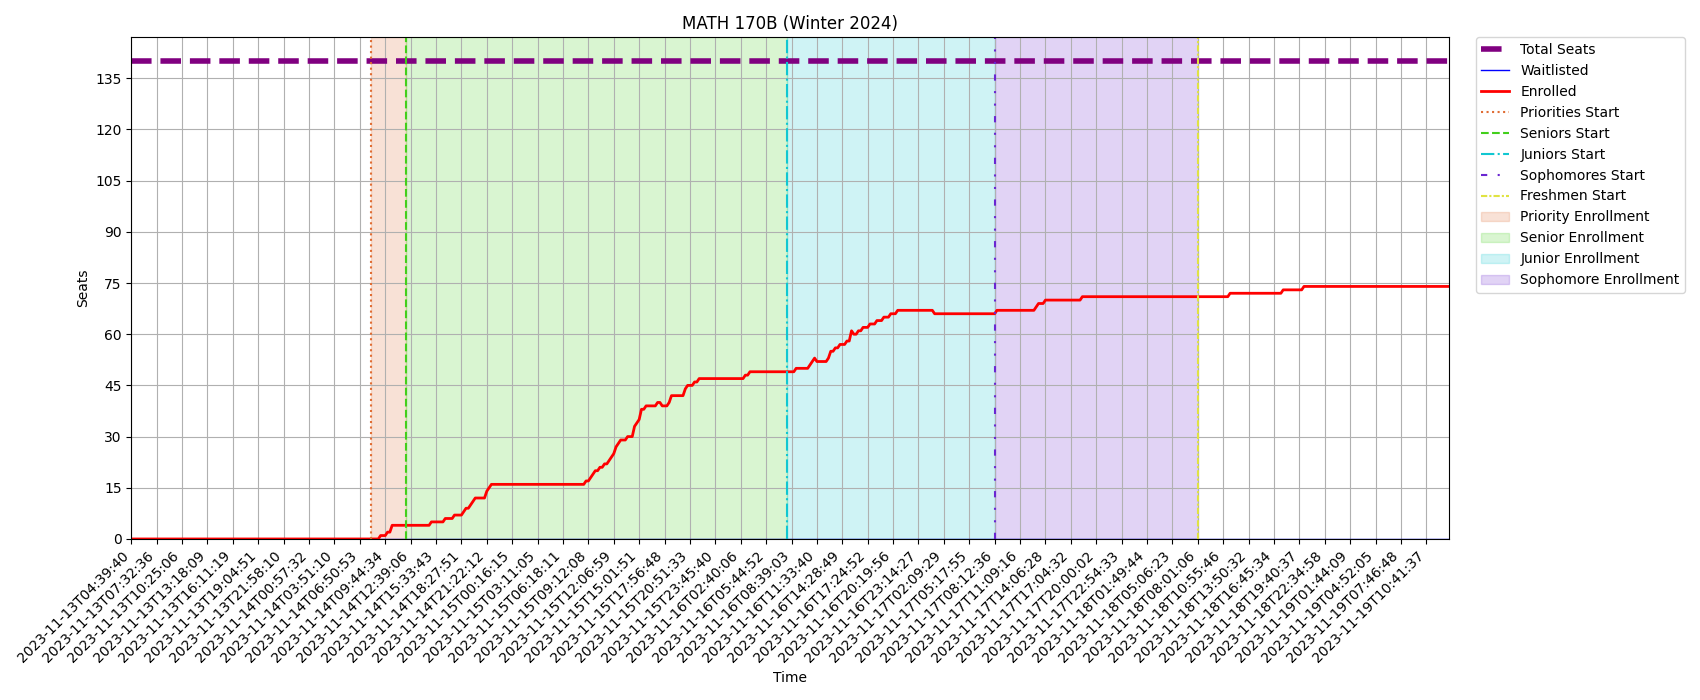 MATH 170B (Winter 2024)
Total Seats
Waitlisted
Enrolled
Priorities Start
Seniors Start
Juniors Start
Sophomores Start
Freshmen Start
Priority Enrollment
Senior Enrollment
Junior Enrollment
Sophomore Enrollment
Seats
135
120
105
90
75
60
45
30
15
0
2023-11-13T04:39:40
2023-11-13T07:32:36
2023-11-13T10:25:06
2023-11-13T13:18:09
2023-11-13T16:11:19
2023-11-13T19:04:51
2023-11-13T21:58:10
2023-11-14T00:57:32
2023-11-14T03:51:10
2023-11-14T06:50:53
2023-11-14T09:44:34
2023-11-14T12:39:06
2023-11-14T15:33:43
2023-11-14T18:27:51
2023-11-14T21:22:12
2023-11-15T00:16:15
2023-11-15T03:11:05
2023-11-15T06:18:11
2023-11-15T09:12:08
2023-11-15T12:06:59
2023-11-15T15:01:51
2023-11-15T17:56:48
2023-11-15T20:51:33
2023-11-15T23:45:40
2023-11-16T02:40:06
2023-11-16T05:44:52
2023-11-16T08:39:03
2023-11-16T11:33:40
2023-11-16T14:28:49
2023-11-16T17:24:52
2023-11-16T20:19:56
2023-11-16T23:14:27
2023-11-17T02:09:29
2023-11-17T05:17:55
2023-11-17T08:12:36
2023-11-17T11:09:16
2023-11-17T14:06:28
2023-11-17T17:04:32
2023-11-17T20:00:02
2023-11-17T22:54:33
2023-11-18T01:49:44
2023-11-18T05:06:23
2023-11-18T08:01:06
2023-11-18T10:55:46
2023-11-18T13:50:32
2023-11-18T16:45:34
2023-11-18T19:40:37
2023-11-18T22:34:58
2023-11-19T01:44:09
2023-11-19T04:52:05
2023-11-19T07:46:48
2023-11-19T10:41:37
Time